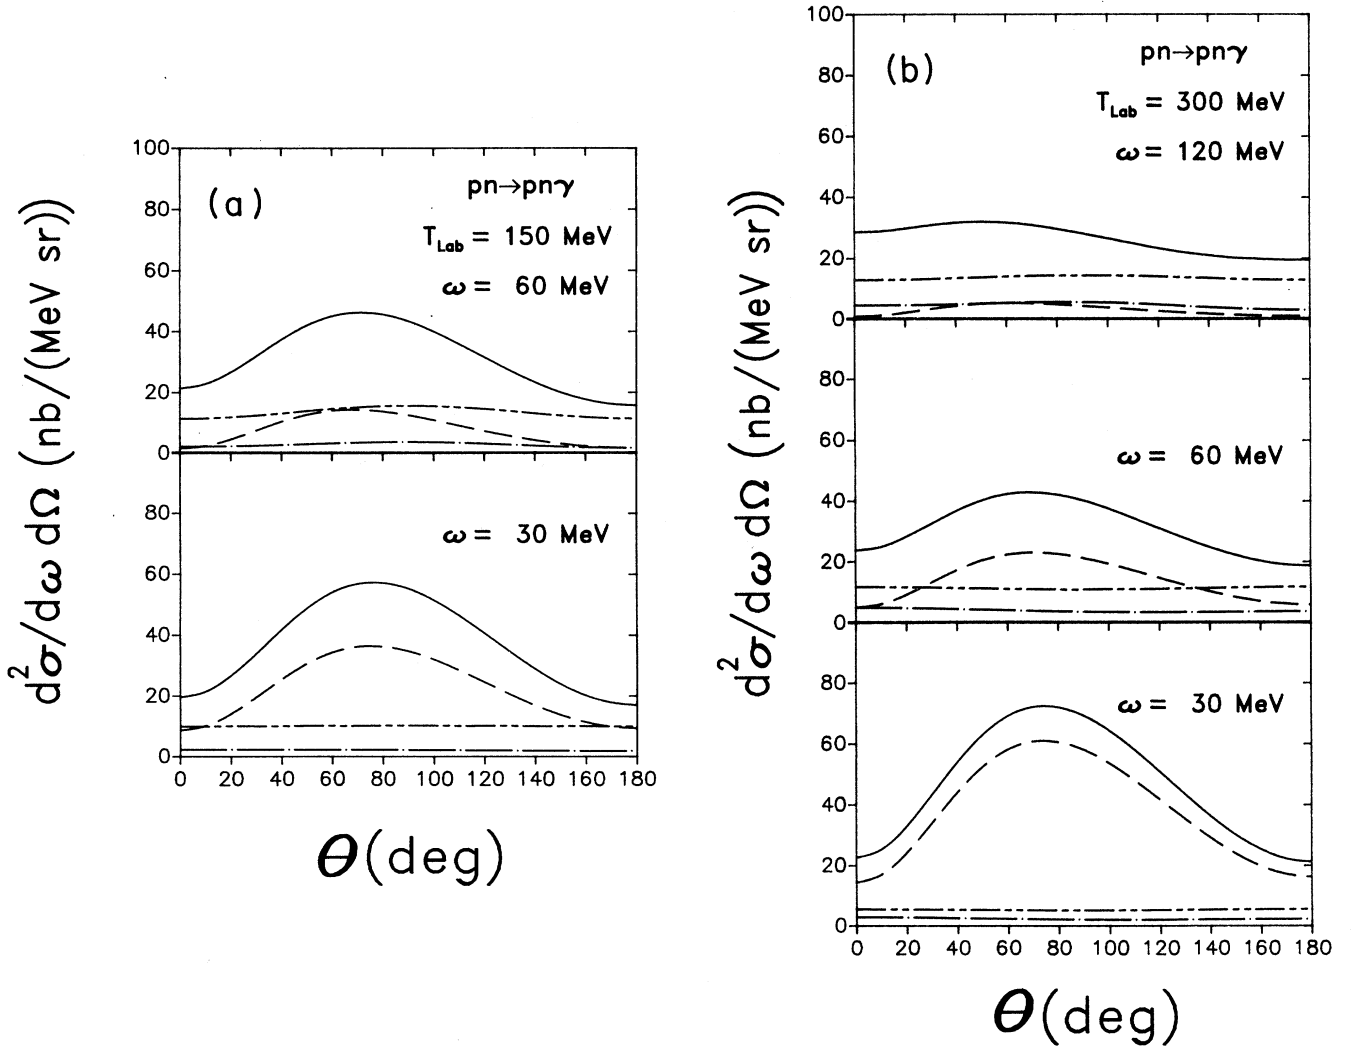 (a)
pn→pnγ
T_Lab = 150 MeV
ω = 60 MeV
100
80
60
40
20
0
ω = 30 MeV
80
60
40
20
0
0 20 40 60 80 100 120 140 160 180
θ(deg)
d²σ/dω dΩ (nb/(MeV sr))
(b)
pn→pnγ
T_Lab = 300 MeV
ω = 120 MeV
100
80
60
40
20
0
ω = 60 MeV
80
60
40
20
0
ω = 30 MeV
80
60
40
20
0
0 20 40 60 80 100 120 140 160 180
θ(deg)
d²σ/dω dΩ (nb/(MeV sr))